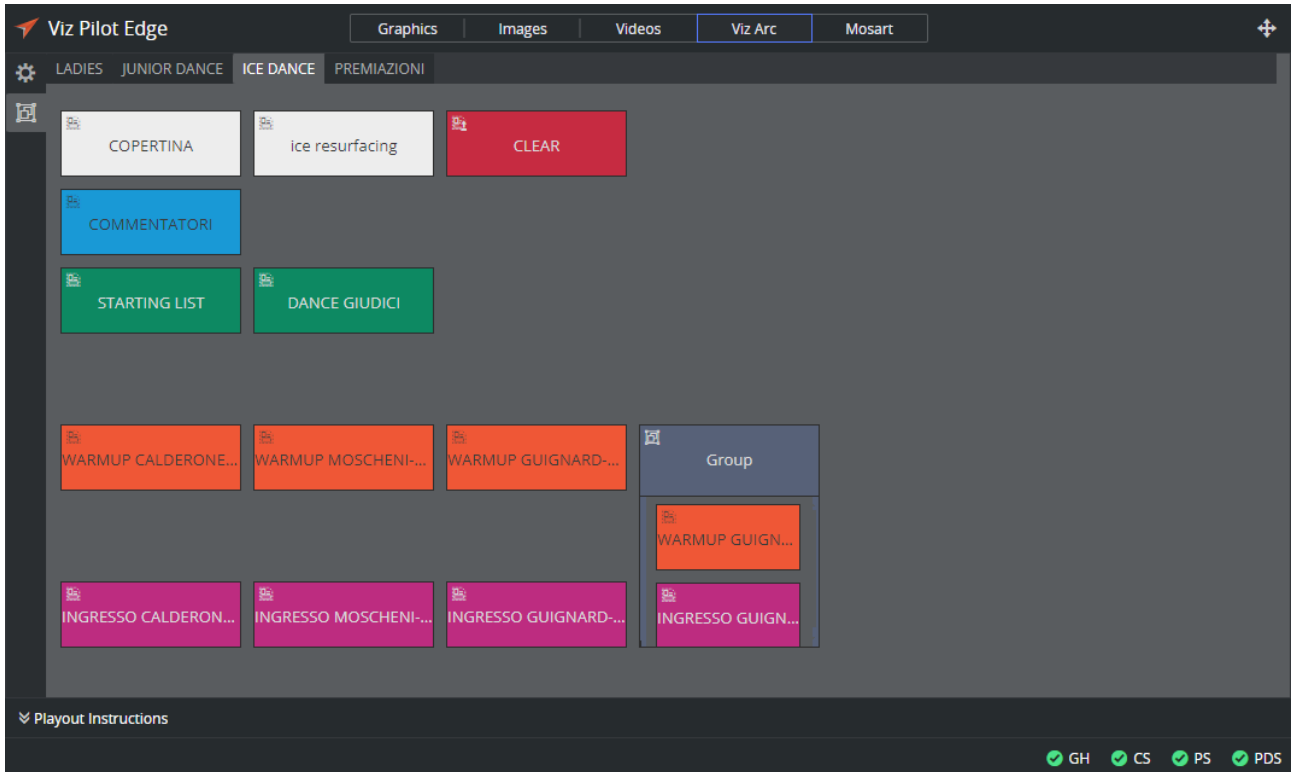 Viz Pilot Edge
Graphics
Images
Videos
Viz Arc
Mosart
LADIES
JUNIOR DANCE
ICE DANCE
PREMIAZIONI
COPERTINA
ice resurfacing
CLEAR
COMMENTATORI
STARTING LIST
DANCE GIUDICI
WARMUP CALDERONE...
WARMUP MOSCHENI-...
WARMUP GUIGNARD-...
Group
WARMUP GUIGN...
INGRESSO CALDERON...
INGRESSO MOSCHENI-...
INGRESSO GUIGNARD-...
INGRESSO GUIGN...
Playout Instructions
GH
CS
PS
PDS